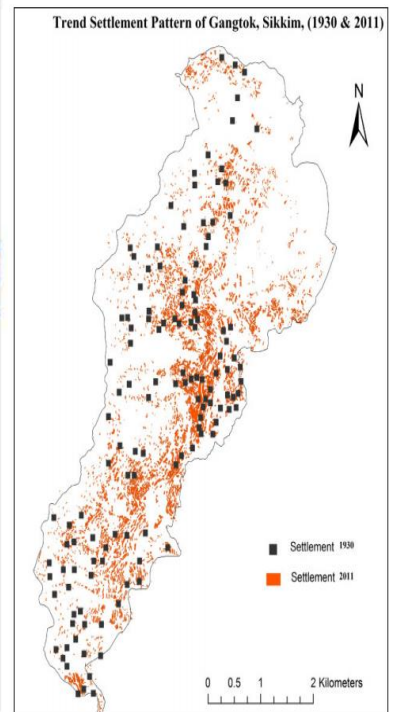 Trend Settlement Pattern of Gangtok, Sikkim, (1930 & 2011)
N
Settlement 1930
Settlement 2011
0 0.5 1 2 Kilometers